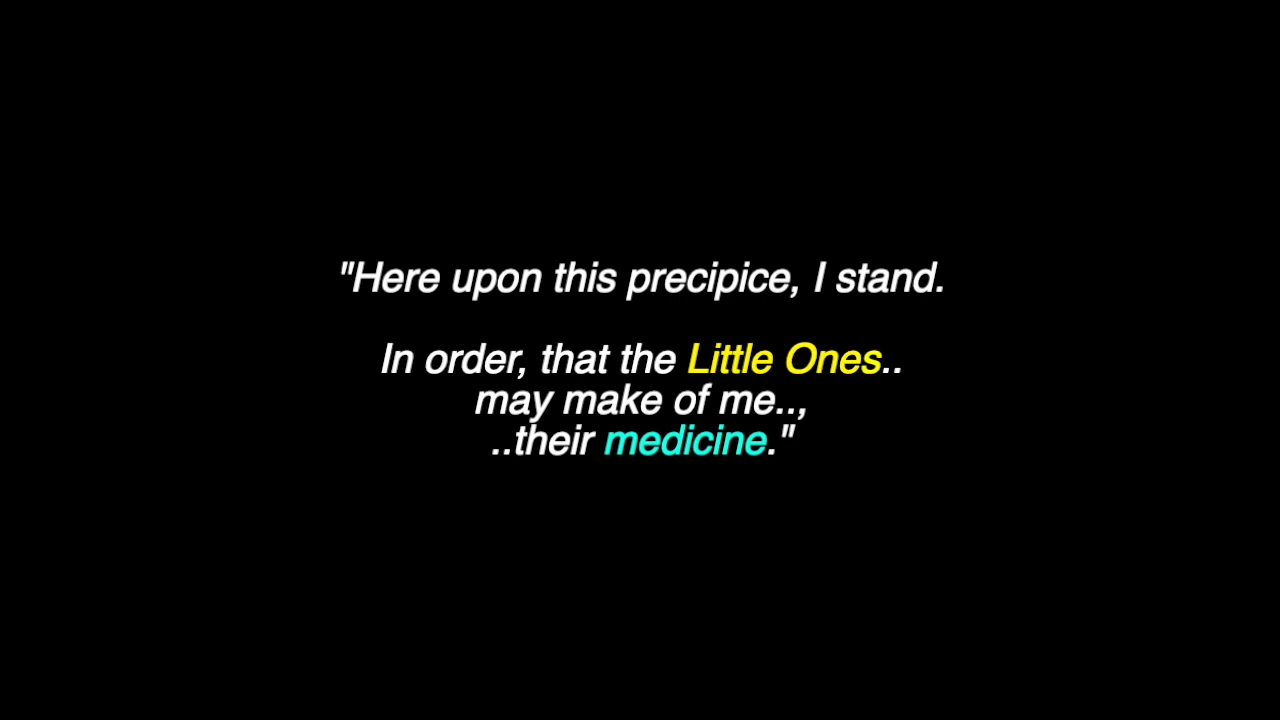 "Here upon this precipice, I stand.
In order, that the Little Ones..
may make of me..,
..their medicine."